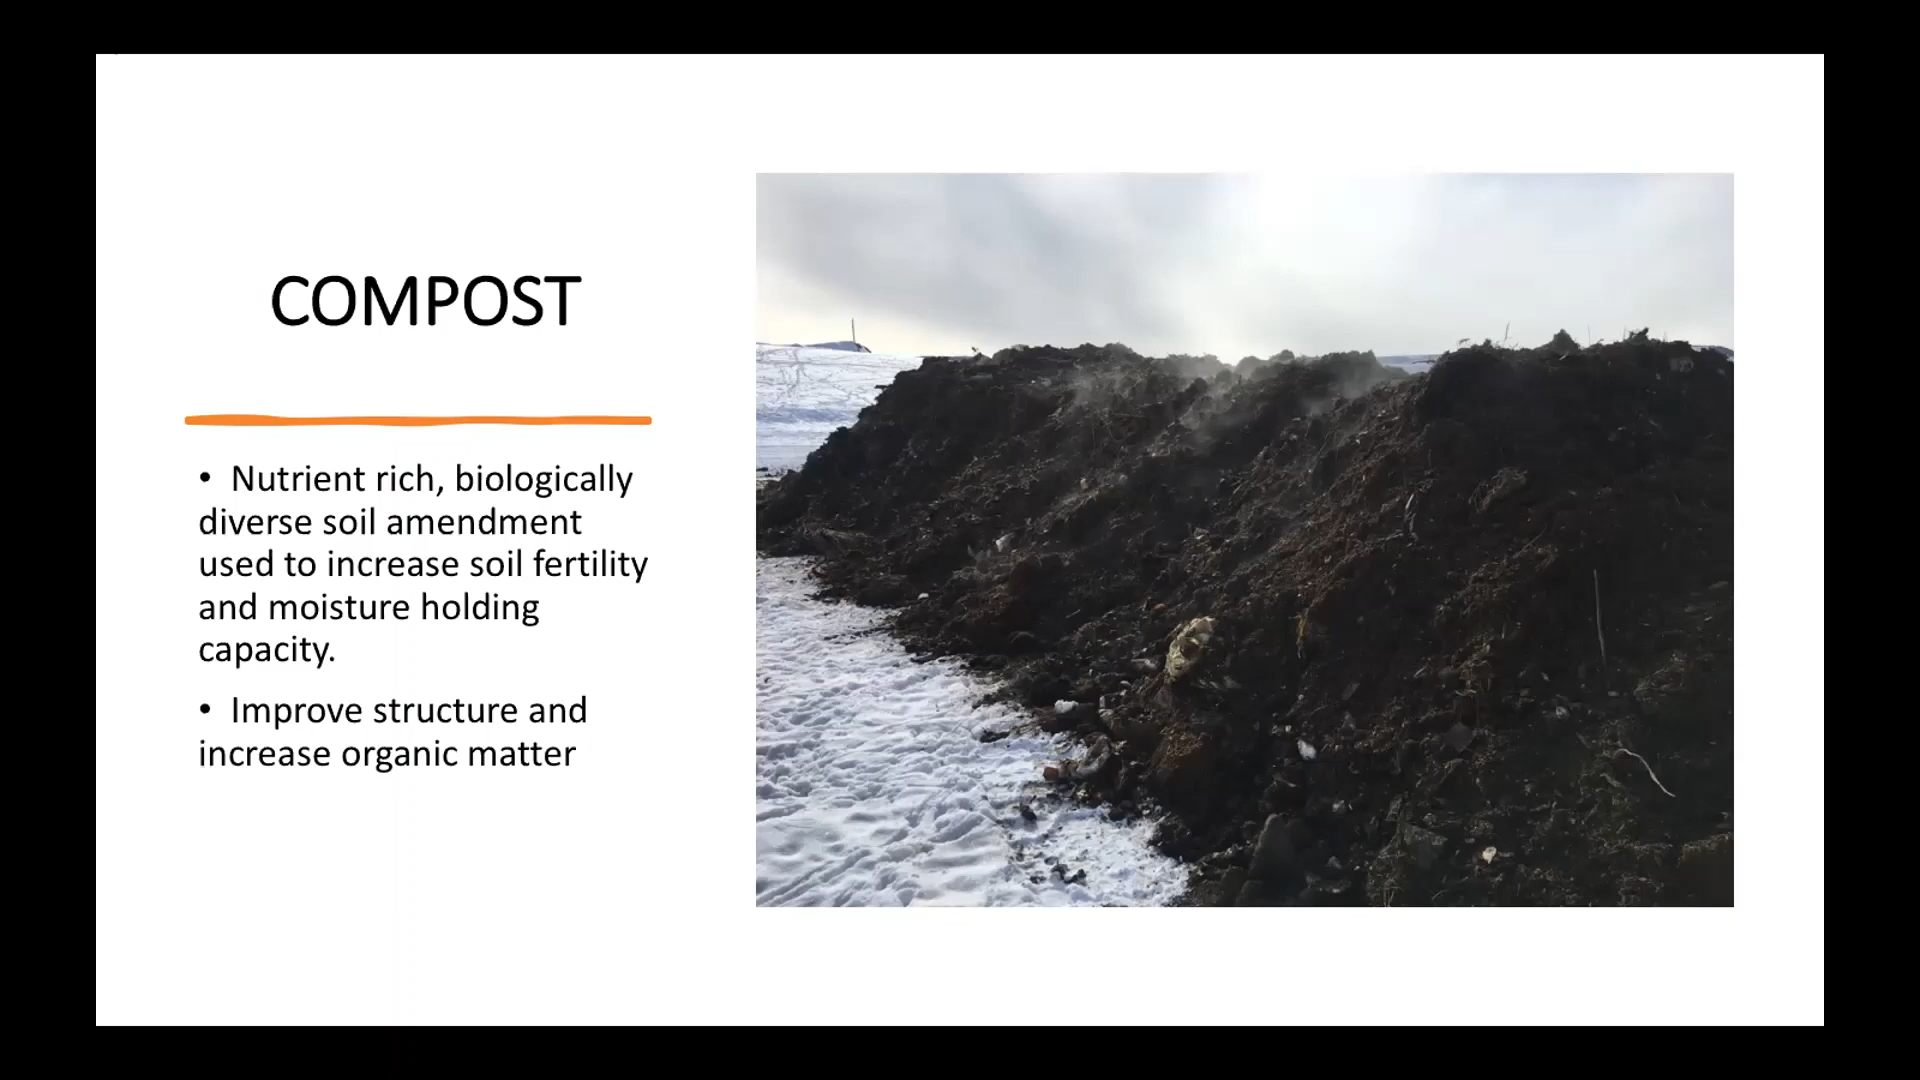 COMPOST
• Nutrient rich, biologically
diverse soil amendment
used to increase soil fertility
and moisture holding
capacity.
• Improve structure and
increase organic matter